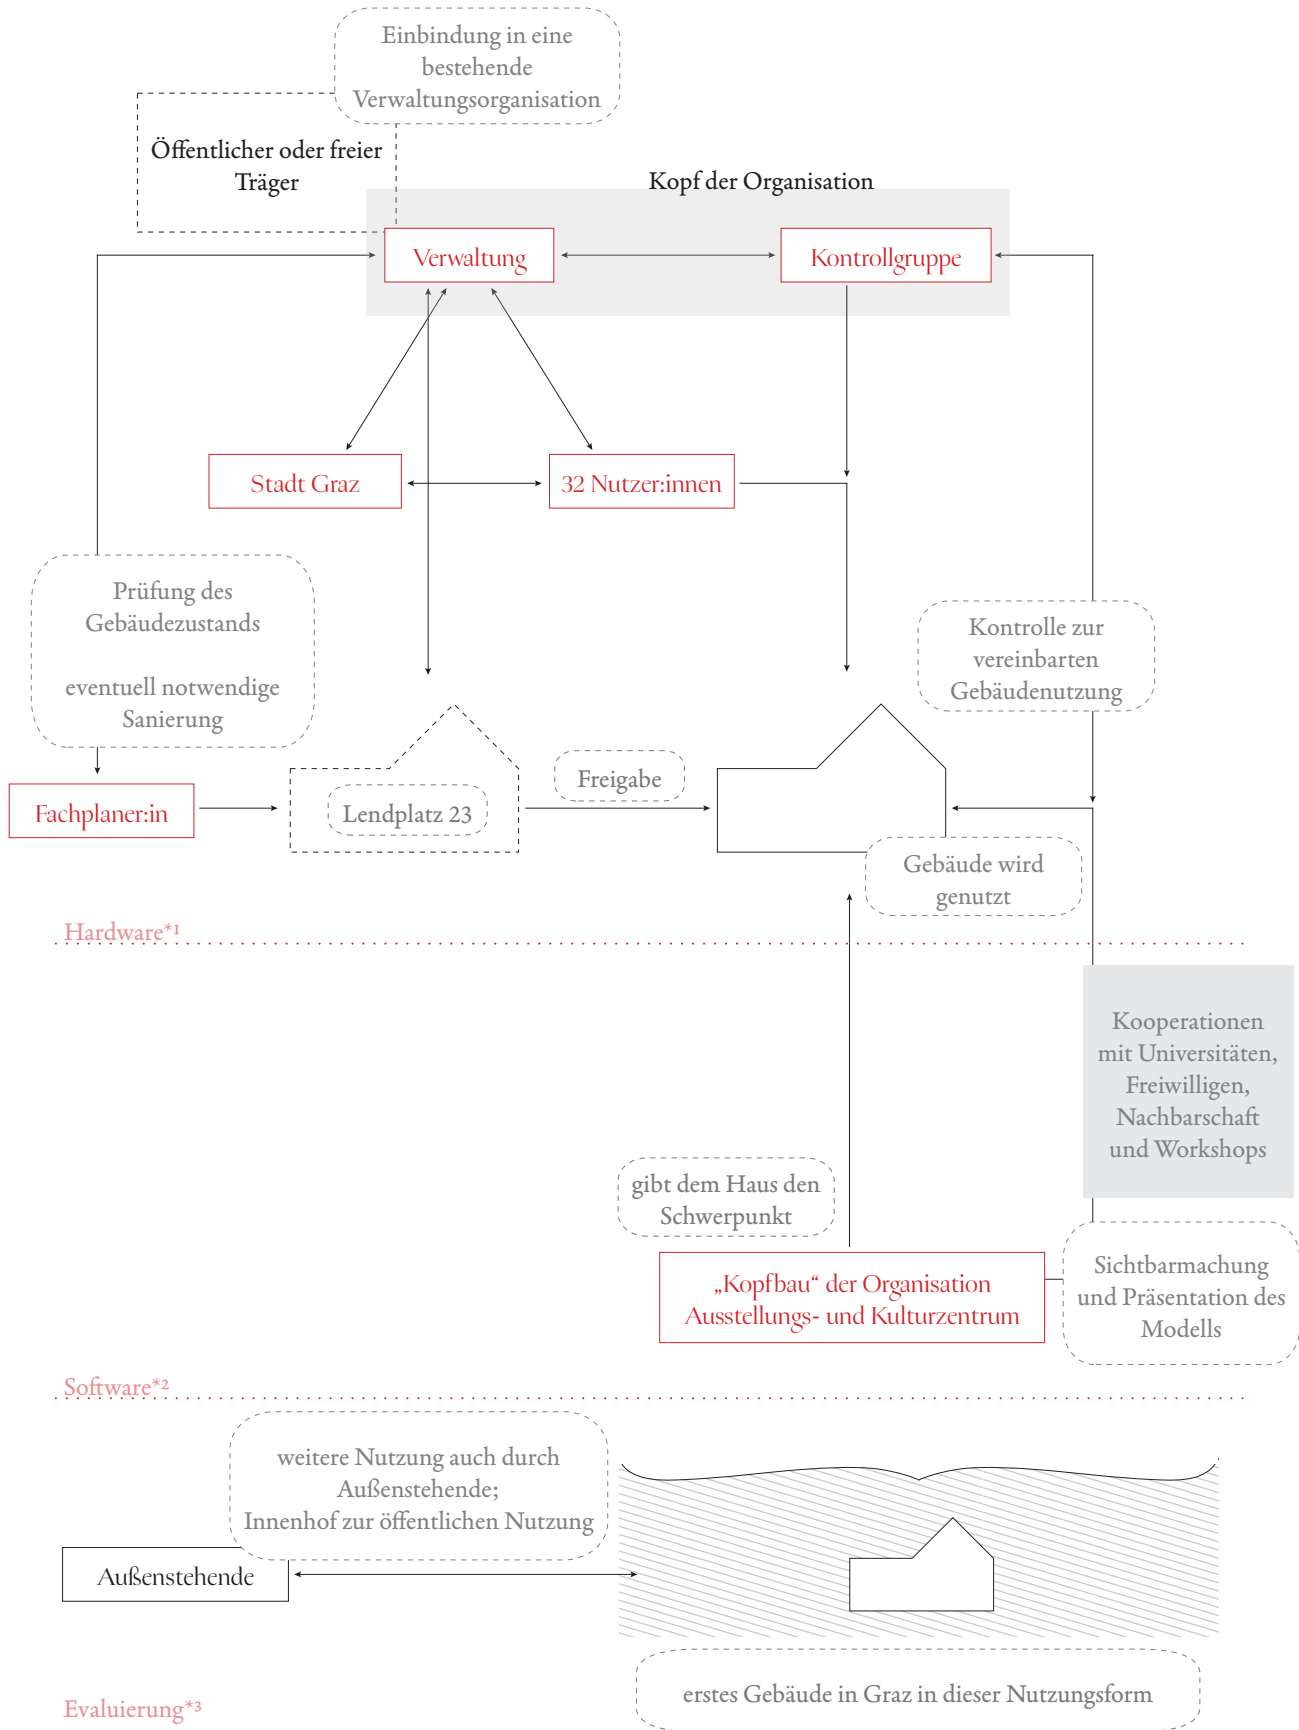 Einbindung in eine
bestehende
Verwaltungsorganisation
Öffentlicher oder freier
Träger
Kopf der Organisation
Verwaltung
Kontrollgruppe
Stadt Graz
32 Nutzer:innen
Prüfung des
Gebäudezustands
eventuell notwendige
Sanierung
Kontrolle zur
vereinbarten
Gebäudenutzung
Freigabe
Fachplaner:in
Lendplatz 23
Gebäude wird
genutzt
Hardware*1
Kooperationen
mit Universitäten,
Freiwilligen,
Nachbarschaft
und Workshops
gibt dem Haus den
Schwerpunkt
„Kopfbau“ der Organisation
Ausstellungs- und Kulturzentrum
Sichtbarmachung
und Präsentation des
Modells
Software*2
weitere Nutzung auch durch
Außenstehende;
Innenhof zur öffentlichen Nutzung
Außenstehende
erstes Gebäude in Graz in dieser Nutzungsform
Evaluierung*3